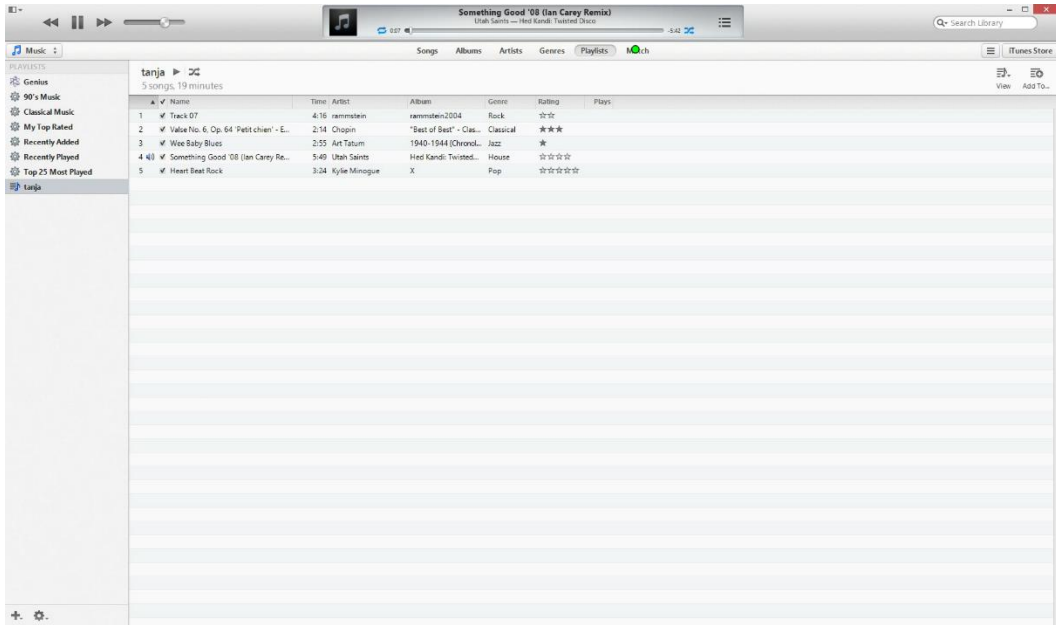 Something Good '08 (Ian Carey Remix)
Utah Saints — Hed Kandi: Twisted Disco
0:07
-5:42
Search Library
Music
Songs Albums Artists Genres Playlists Match
iTunes Store
PLAYLISTS
Genius
90's Music
Classical Music
My Top Rated
Recently Added
Recently Played
Top 25 Most Played
tanja
tanja
5 songs, 19 minutes
View Add To...
Name Time Artist Album Genre Rating Plays
1 Track 07 4:16 rammstein rammstein2004 Rock
2 Valse No. 6, Op. 64 'Petit chien' - E... 2:14 Chopin "Best of Best" - Clas... Classical
3 Wee Baby Blues 2:55 Art Tatum 1940-1944 (Chronol... Jazz
4 Something Good '08 (Ian Carey Re... 5:49 Utah Saints Hed Kandi: Twisted... House
5 Heart Beat Rock 3:24 Kylie Minogue X Pop